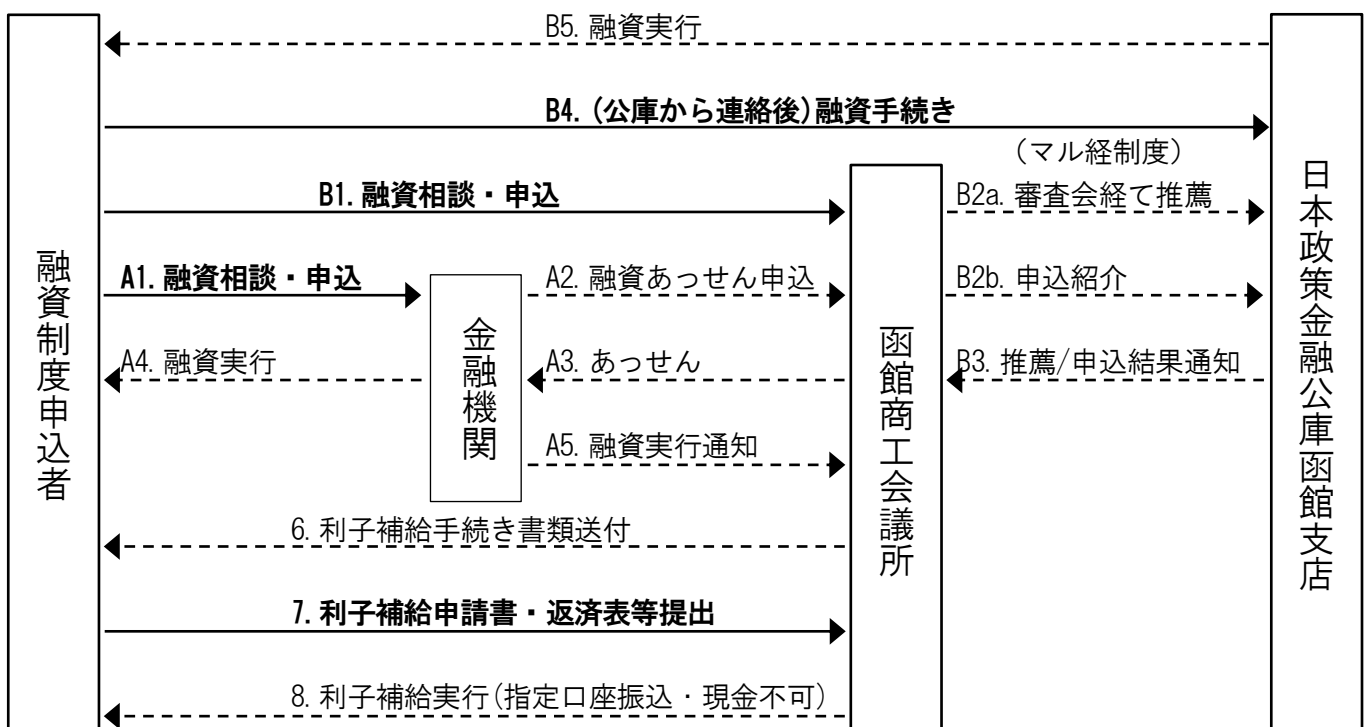 B5. 融資実行
B4. (公庫から連絡後)融資手続き
(マル経制度)
B1. 融資相談・申込
B2a. 審査会経て推薦
A1. 融資相談・申込
A2. 融資あっせん申込
B2b. 申込紹介
A4. 融資実行
A3. あっせん
B3. 推薦/申込結果通知
A5. 融資実行通知
6. 利子補給手続き書類送付
7. 利子補給申請書・返済表等提出
8. 利子補給実行(指定口座振込・現金不可)
融資制度申込者
金融機関
函館商工会議所
日本政策金融公庫函館支店